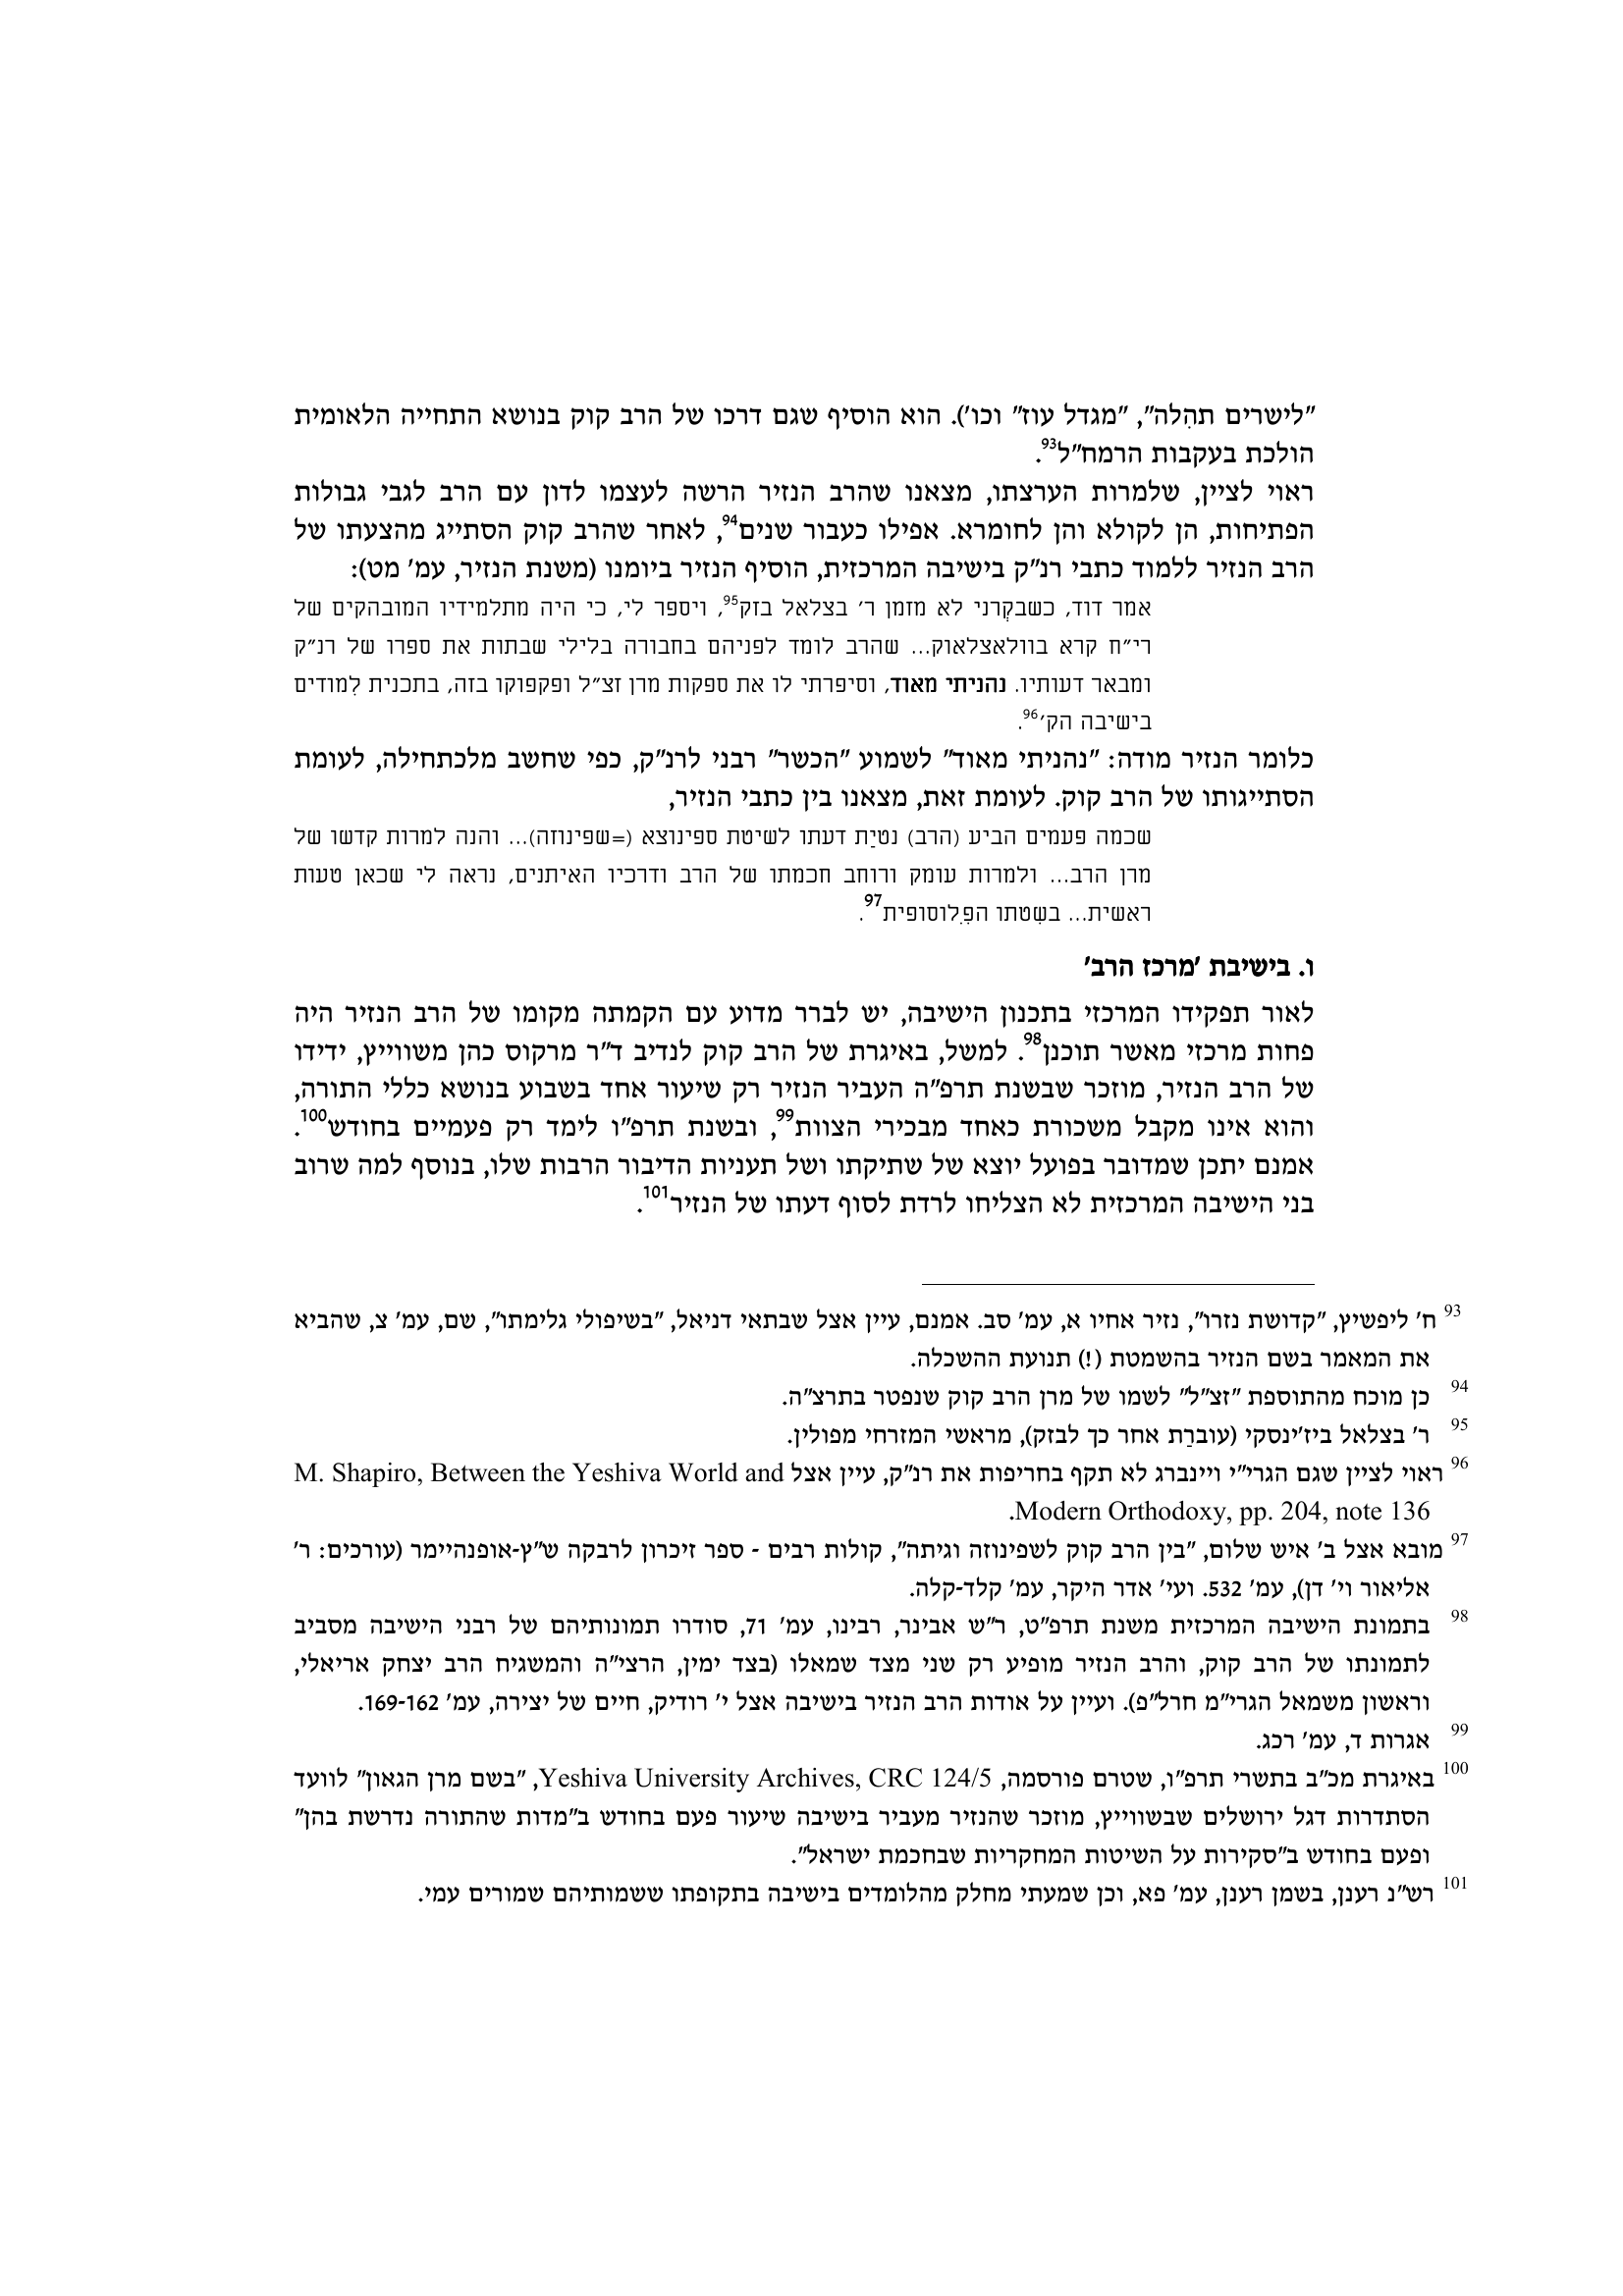 "לישרים תהִלה", "מגדל עוז" וכו'). הוא הוסיף שגם דרכו של הרב קוק בנושא התחייה הלאומית
הולכת בעקבות הרמח"ל93.
ראוי לציין, שלמרות הערצתו, מצאנו שהרב הנזיר הרשה לעצמו לדון עם הרב לגבי גבולות
הפתיחות, הן לקולא והן לחומרא. אפילו כעבור שנים94, לאחר שהרב קוק הסתייג מהצעתו של
הרב הנזיר ללמוד כתבי רנ"ק בישיבה המרכזית, הוסיף הנזיר ביומנו (משנת הנזיר, עמ' מט):
אמר דוד, כשבקְרני לא מזמן ר' בצלאל בזק95, ויספר לי, כי היה מתלמידיו המובהקים של
רי"ח קרא בוולאצלאוק... שהרב לומד לפניהם בחבורה בלילי שבתות את ספרו של רנ"ק
ומבאר דעותיו. נהניתי מאוד, וסיפרתי לו את ספקות מרן זצ"ל ופקפוקו בזה, בתכנית לִמודים
בישיבה הק'96.
כלומר הנזיר מודה: "נהניתי מאוד" לשמוע "הכשר" רבני לרנ"ק, כפי שחשב מלכתחילה, לעומת
הסתייגותו של הרב קוק. לעומת זאת, מצאנו בין כתבי הנזיר,
שכמה פעמים הביע (הרב) נטיַת דעתו לשיטת ספינוצא (=שפינוזה)... והנה למרות קדשו של
מרן הרב... ולמרות עומק ורוחב חכמתו של הרב ודרכיו האיתנים, נראה לי שכאן טעות
ראשית... בשִטתו הפִלוסופית97.
ו. בישיבת 'מרכז הרב'
לאור תפקידו המרכזי בתכנון הישיבה, יש לברר מדוע עם הקמתה מקומו של הרב הנזיר היה
פחות מרכזי מאשר תוכנן98. למשל, באיגרת של הרב קוק לנדיב ד"ר מרקוס כהן משווייץ, ידידו
של הרב הנזיר, מוזכר שבשנת תרפ"ה העביר הנזיר רק שיעור אחד בשבוע בנושא כללי התורה,
והוא אינו מקבל משכורת כאחד מבכירי הצוות99, ובשנת תרפ"ו לימד רק פעמיים בחודש100.
אמנם יתכן שמדובר בפועל יוצא של שתיקתו ושל תעניות הדיבור הרבות שלו, בנוסף למה שרוב
בני הישיבה המרכזית לא הצליחו לרדת לסוף דעתו של הנזיר101.
93 ח' ליפשיץ, "קדושת נזרו", נזיר אחיו א, עמ' סב. אמנם, עיין אצל שבתאי דניאל, "בשיפולי גלימתו", שם, עמ' צ, שהביא
את המאמר בשם הנזיר בהשמטת (!) תנועת ההשכלה.
94 כן מוכח מהתוספת "זצ"ל" לשמו של מרן הרב קוק שנפטר בתרצ"ה.
95 ר' בצלאל ביז'ינסקי (עוברַת אחר כך לבזק), מראשי המזרחי מפולין.
96 ראוי לציין שגם הגרי"י ויינברג לא תקף בחריפות את רנ"ק, עיין אצל M. Shapiro, Between the Yeshiva World and
Modern Orthodoxy, pp. 204, note 136.
97 מובא אצל ב' איש שלום, "בין הרב קוק לשפינוזה וגיתה", קולות רבים - ספר זיכרון לרבקה ש"ץ-אופנהיימר (עורכים: ר'
אליאור וי' דן), עמ' 532. ועי' אדר היקר, עמ' קלד-קלה.
98 בתמונת הישיבה המרכזית משנת תרפ"ט, ר"ש אבינר, רבינו, עמ' 71, סודרו תמונותיהם של רבני הישיבה מסביב
לתמונתו של הרב קוק, והרב הנזיר מופיע רק שני מצד שמאלו (בצד ימין, הרצי"ה והמשגיח הרב יצחק אריאלי,
וראשון משמאל הגרי"מ חרל"פ). ועיין על אודות הרב הנזיר בישיבה אצל י' רודיק, חיים של יצירה, עמ' 169-162.
99 אגרות ד, עמ' רכג.
100 באיגרת מכ"ב בתשרי תרפ"ו, שטרם פורסמה, Yeshiva University Archives, CRC 124/5, "בשם מרן הגאון" לוועד
הסתדרות דגל ירושלים שבשווייץ, מוזכר שהנזיר מעביר בישיבה שיעור פעם בחודש ב"מדות שהתורה נדרשת בהן"
ופעם בחודש ב"סקירות על השיטות המחקריות שבחכמת ישראל".
101 רש"נ רענן, בשמן רענן, עמ' פא, וכן שמעתי מחלק מהלומדים בישיבה בתקופתו ששמותיהם שמורים עמי.